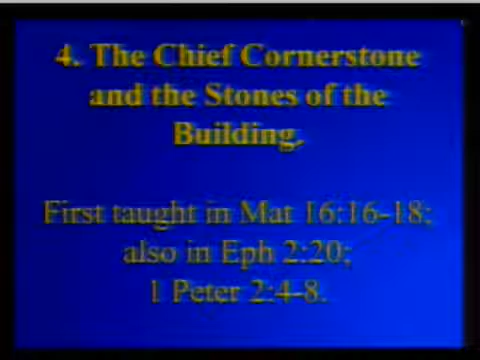 4. The Chief Cornerstone
and the Stones of the
Building.
First taught in Mat 16:16-18;
also in Eph 2:20;
1 Peter 2:4-8.